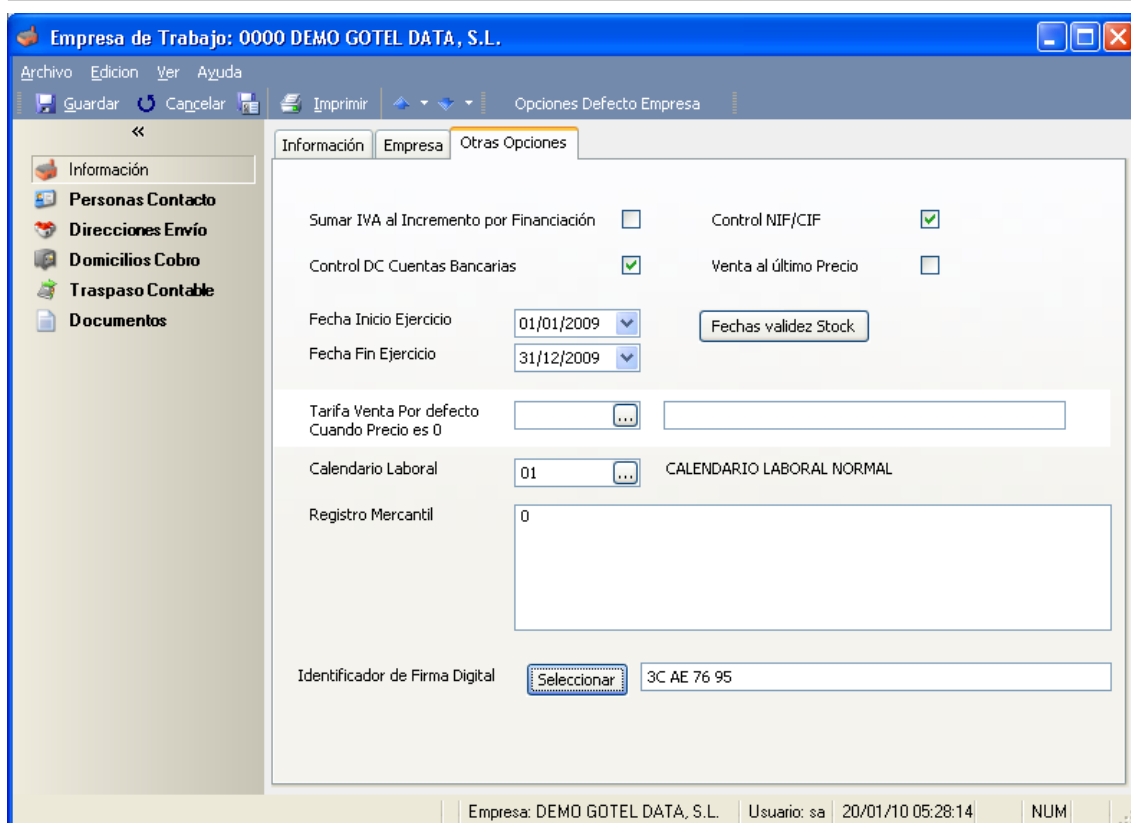 Empresa de Trabajo: 0000 DEMO GOTEL DATA, S.L.
Archivo Edicion Ver Ayuda
Guardar Cancelar Imprimir Opciones Defecto Empresa
«
Información
Personas Contacto
Direcciones Envío
Domicilios Cobro
Traspaso Contable
Documentos
Información Empresa Otras Opciones
Sumar IVA al Incremento por Financiación Control NIF/CIF
Control DC Cuentas Bancarias Venta al último Precio
Fecha Inicio Ejercicio 01/01/2009 Fechas validez Stock
Fecha Fin Ejercicio 31/12/2009
Tarifa Venta Por defecto ...
Cuando Precio es 0
Calendario Laboral 01 ... CALENDARIO LABORAL NORMAL
Registro Mercantil 0
Identificador de Firma Digital Seleccionar 3C AE 76 95
Empresa: DEMO GOTEL DATA, S.L. Usuario: sa 20/01/10 05:28:14 NUM